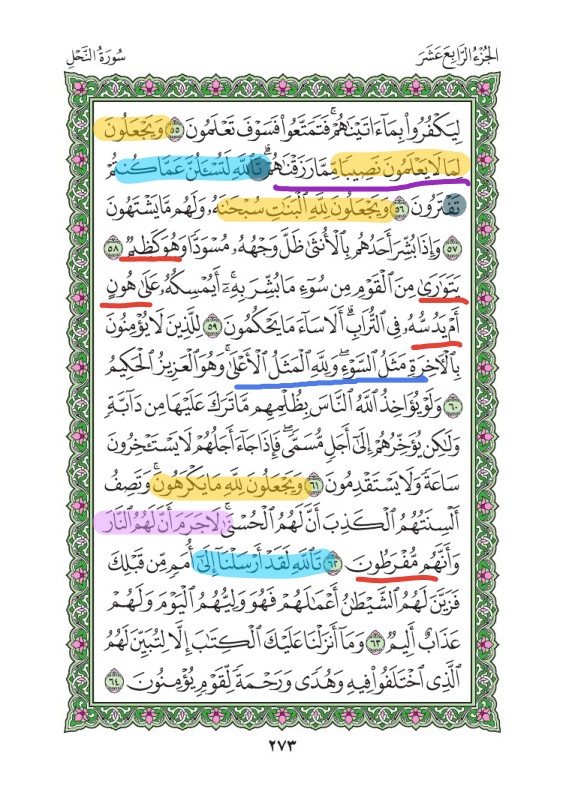 سُورَةُ النَّحْلِ
الجُزْءُ الرَّابِعَ عَشَرَ
لِيَكْفُرُوا۟ بِمَآ ءَاتَيْنَٰهُمْ ۚ فَتَمَتَّعُوا۟ فَسَوْفَ تَعْلَمُونَ ٥٥ وَيَجْعَلُونَ
لِمَا لَا يَعْلَمُونَ نَصِيبًا مِّمَّا رَزَقْنَٰهُمْ ۗ تَٱللَّهِ لَتُسْـَٔلُنَّ عَمَّا كُنتُمْ
تَفْتَرُونَ ٥٦ وَيَجْعَلُونَ لِلَّهِ ٱلْبَنَٰتِ سُبْحَٰنَهُۥ وَلَهُم مَّا يَشْتَهُونَ
٥٧ وَإِذَا بُشِّرَ أَحَدُهُم بِٱلْأُنثَىٰ ظَلَّ وَجْهُهُۥ مُسْوَدًّا وَهُوَ كَظِيمٌ ٥٨
يَتَوَٰرَىٰ مِنَ ٱلْقَوْمِ مِن سُوٓءِ مَا بُشِّرَ بِهِۦٓ ۚ أَيُمْسِكُهُۥ عَلَىٰ هُونٍ
أَمْ يَدُسُّهُۥ فِى ٱلتُّرَابِ ۗ أَلَا سَآءَ مَا يَحْكُمُونَ ٥٩ لِلَّذِينَ لَا يُؤْمِنُونَ
بِٱلْءَاخِرَةِ مَثَلُ ٱلسَّوْءِ ۖ وَلِلَّهِ ٱلْمَثَلُ ٱلْأَعْلَىٰ ۚ وَهُوَ ٱلْعَزِيزُ ٱلْحَكِيمُ
٦٠ وَلَوْ يُؤَاخِذُ ٱللَّهُ ٱلنَّاسَ بِظُلْمِهِم مَّا تَرَكَ عَلَيْهَا مِن دَآبَّةٍ
وَلَٰكِن يُؤَخِّرُهُمْ إِلَىٰٓ أَجَلٍ مُّسَمًّى ۖ فَإِذَا جَآءَ أَجَلُهُمْ لَا يَسْتَـْٔخِرُونَ
سَاعَةً وَلَا يَسْتَقْدِمُونَ ٦١ وَيَجْعَلُونَ لِلَّهِ مَا يَكْرَهُونَ ۚ وَتَصِفُ
أَلْسِنَتُهُمُ ٱلْكَذِبَ أَنَّ لَهُمُ ٱلْحُسْنَىٰ ۖ لَا جَرَمَ أَنَّ لَهُمُ ٱلنَّارَ
وَأَنَّهُم مُّفْرَطُونَ ٦٢ تَٱللَّهِ لَقَدْ أَرْسَلْنَآ إِلَىٰٓ أُمَمٍ مِّن قَبْلِكَ
فَزَيَّنَ لَهُمُ ٱلشَّيْطَٰنُ أَعْمَٰلَهُمْ فَهُوَ وَلِيُّهُمُ ٱلْيَوْمَ وَلَهُمْ
عَذَابٌ أَلِيمٌ ٦٣ وَمَآ أَنزَلْنَا عَلَيْكَ ٱلْكِتَٰبَ إِلَّا لِتُبَيِّنَ لَهُمُ
ٱلَّذِى ٱخْتَلَفُوا۟ فِيهِ ۙ وَهُدًى وَرَحْمَةً لِّقَوْمٍ يُؤْمِنُونَ ٦٤
٢٧٣